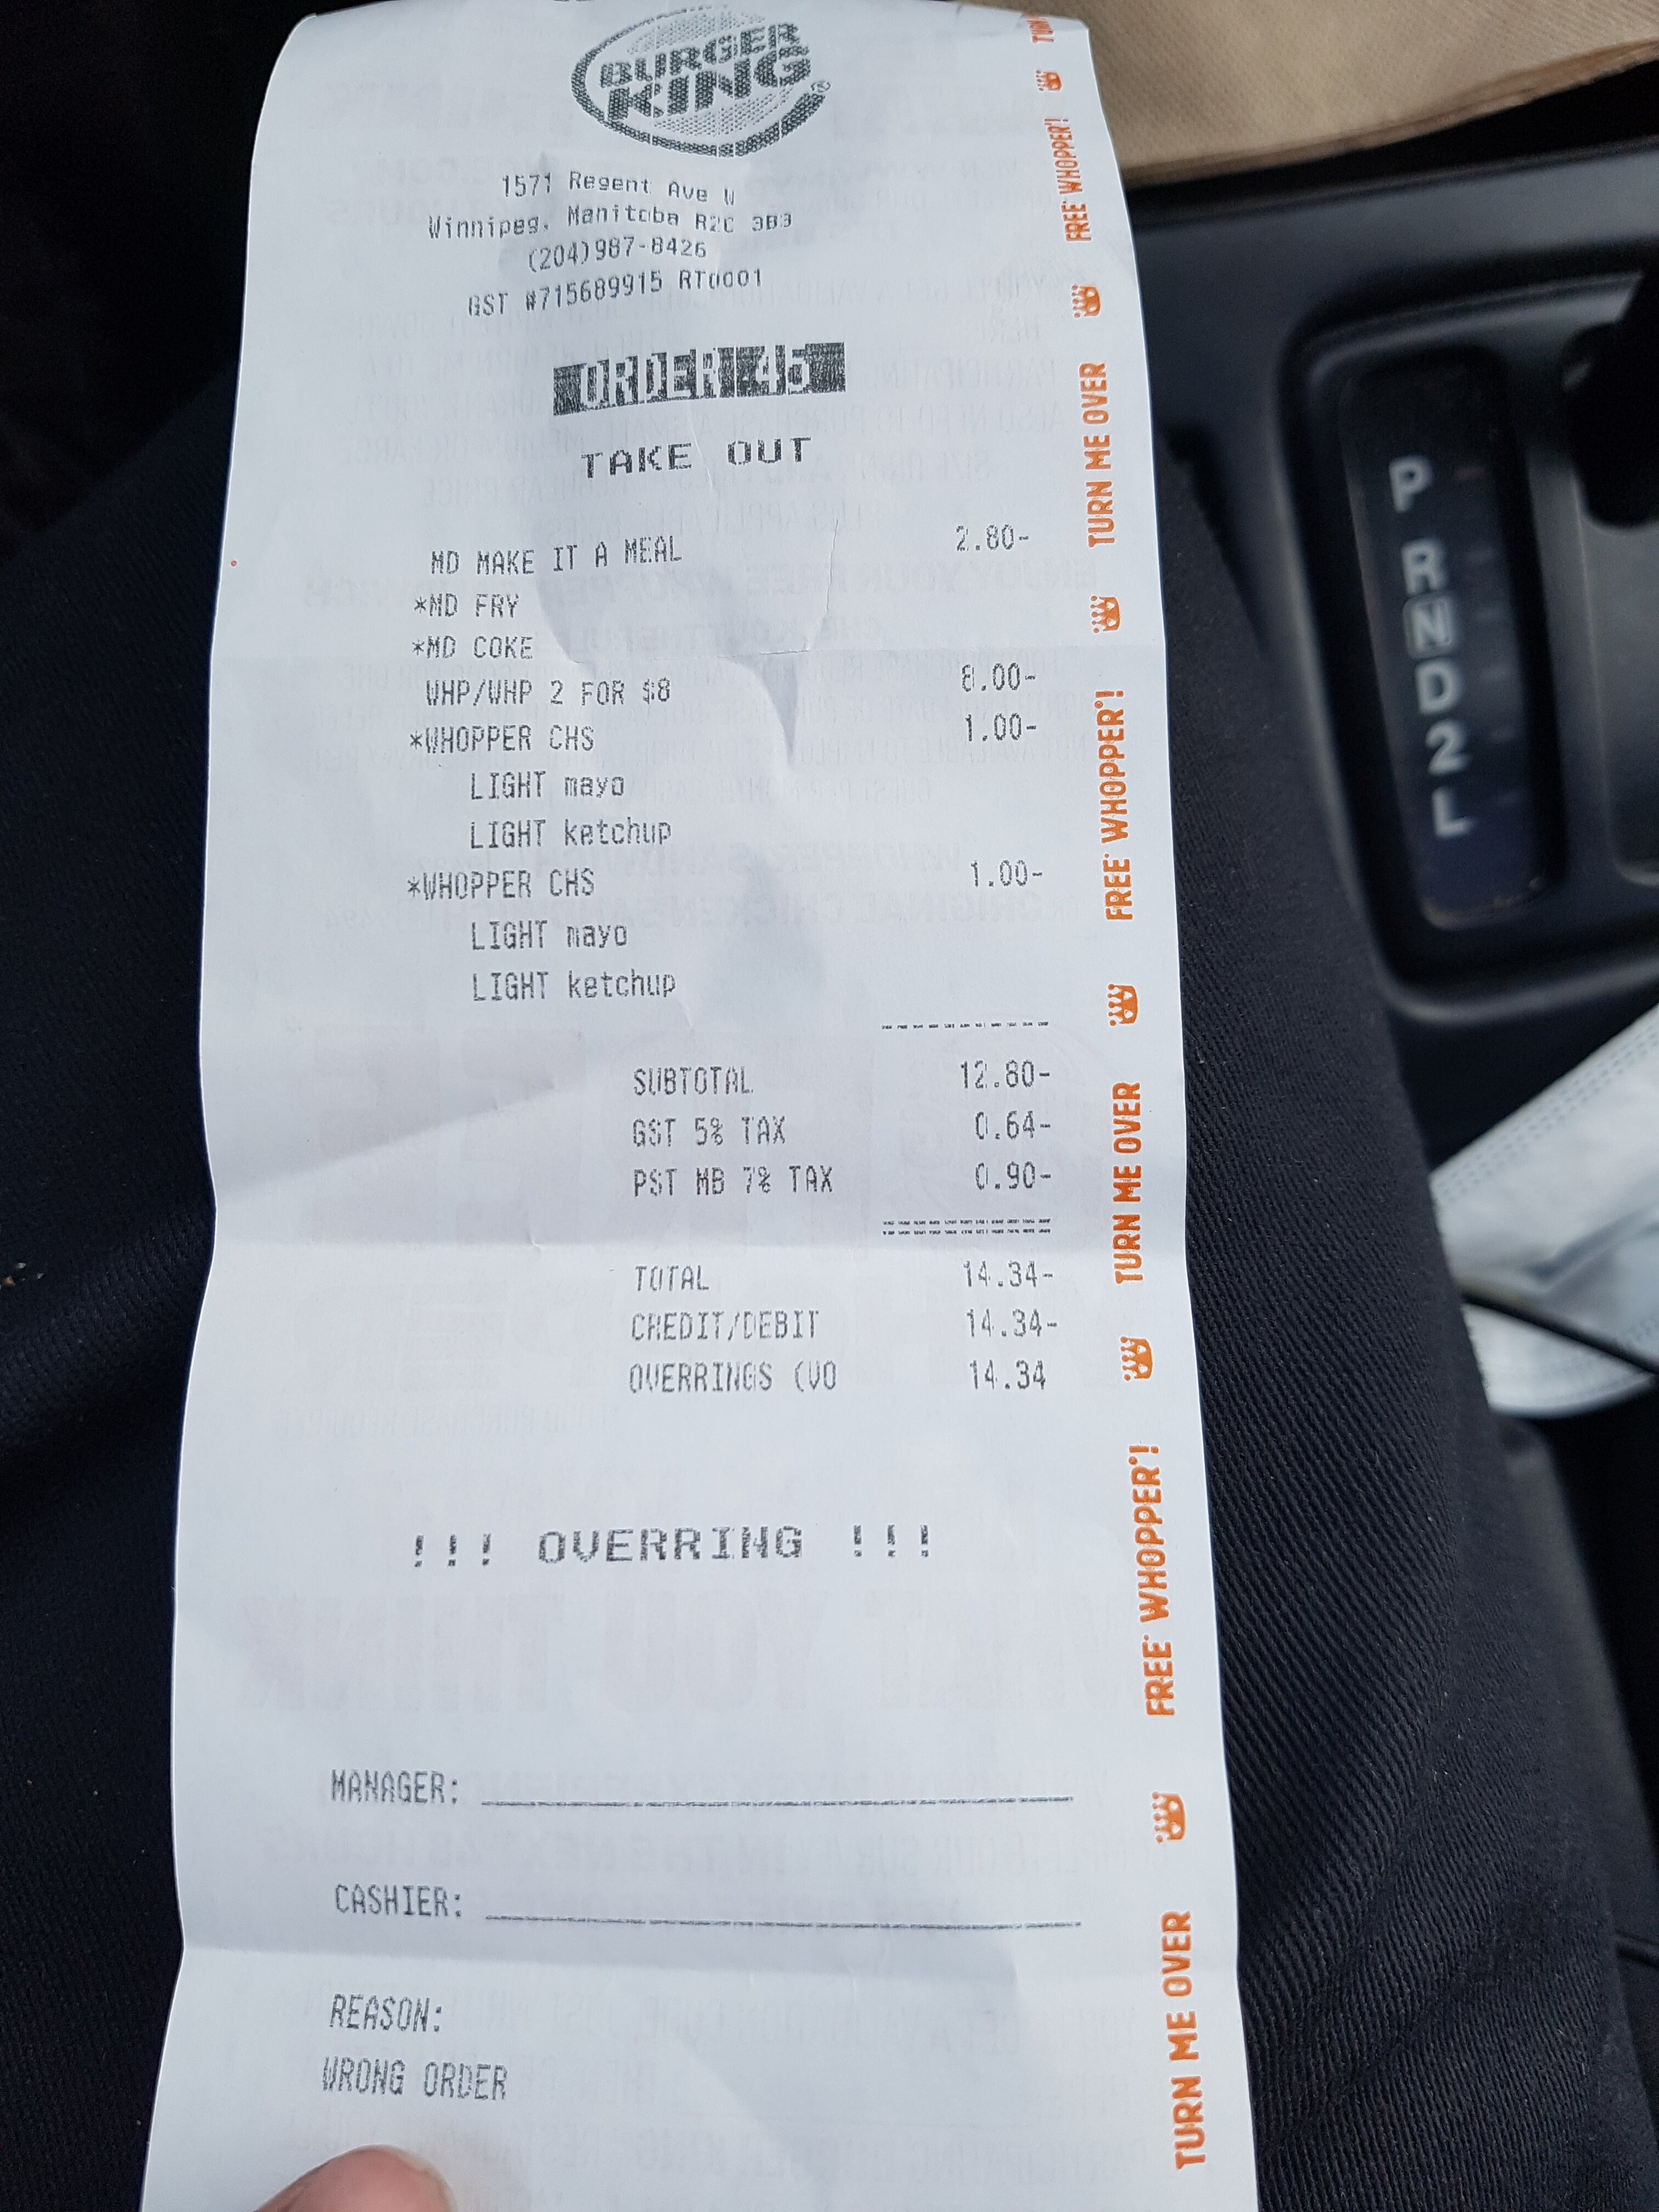 BURGER
KING®
1571 Regent Ave W
Winnipeg, Manitoba R2C 3B3
(204)987-8426
GST #715689915 RT0001
ORDER 45
TAKE OUT
MD MAKE IT A MEAL 2.80-
*MD FRY
*MD COKE
WHP/WHP 2 FOR $8 8.00-
*WHOPPER CHS 1.00-
LIGHT mayo
LIGHT ketchup
*WHOPPER CHS 1.00-
LIGHT mayo
LIGHT ketchup
SUBTOTAL 12.80-
GST 5% TAX 0.64-
PST MB 7% TAX 0.90-
TOTAL 14.34-
CREDIT/DEBIT 14.34-
OVERRINGS (VO 14.34
!!! OVERRING !!!
MANAGER:
CASHIER:
REASON:
WRONG ORDER
TURN ME OVER
FREE WHOPPER®!
TURN ME OVER
FREE WHOPPER®!
TURN ME OVER
FREE WHOPPER®!
P
R
N
D
2
L